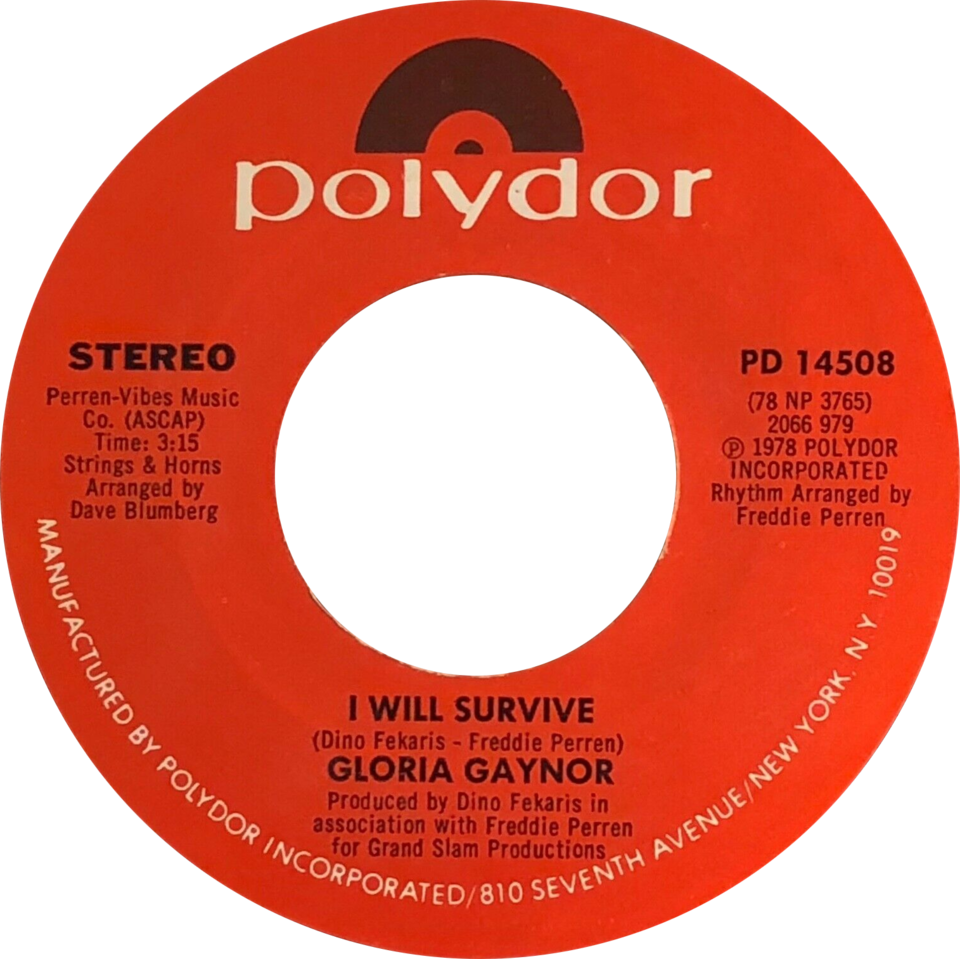 polydor
STEREO
Perren-Vibes Music
Co. (ASCAP)
Time: 3:15
Strings & Horns
Arranged by
Dave Blumberg
PD 14508
(78 NP 3765)
2066 979
Ⓟ 1978 POLYDOR
INCORPORATED
Rhythm Arranged by
Freddie Perren
I WILL SURVIVE
(Dino Fekaris - Freddie Perren)
GLORIA GAYNOR
Produced by Dino Fekaris in
association with Freddie Perren
for Grand Slam Productions
MANUFACTURED BY POLYDOR INCORPORATED/810 SEVENTH AVENUE/NEW YORK, N.Y. 10019